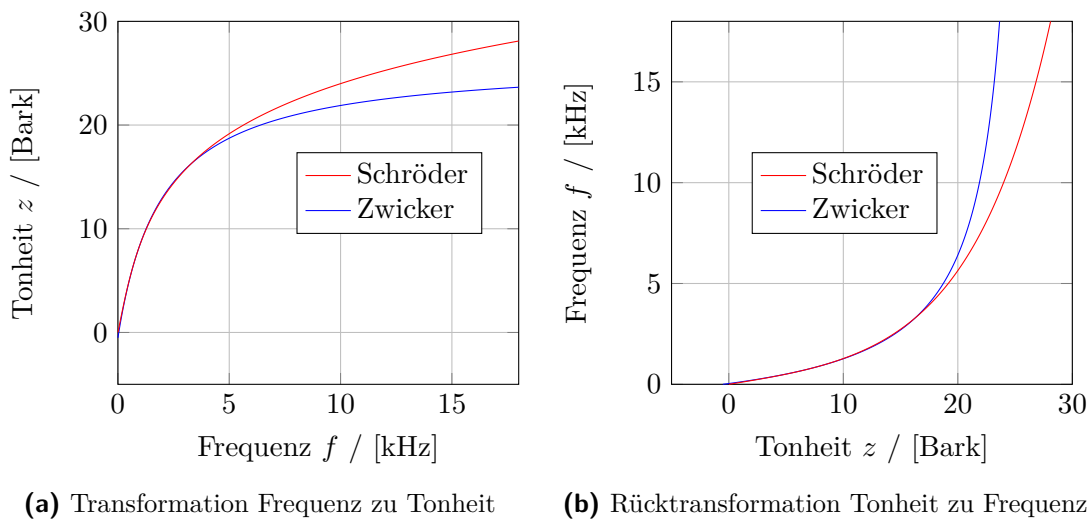 30
20
10
0
0
5
10
15
Tonheit z / [Bark]
Frequenz f / [kHz]
Schröder
Zwicker
(a) Transformation Frequenz zu Tonheit
15
10
5
0
0
10
20
30
Frequenz f / [kHz]
Tonheit z / [Bark]
Schröder
Zwicker
(b) Rücktransformation Tonheit zu Frequenz